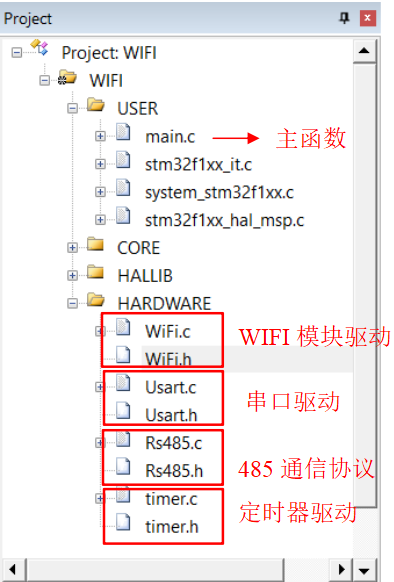 Project
Project: WIFI
WIFI
USER
main.c 主函数
stm32f1xx_it.c
system_stm32f1xx.c
stm32f1xx_hal_msp.c
CORE
HALLIB
HARDWARE
WiFi.c
WIFI 模块驱动
WiFi.h
Usart.c
串口驱动
Usart.h
Rs485.c
Rs485.h
485 通信协议
timer.c
定时器驱动
timer.h